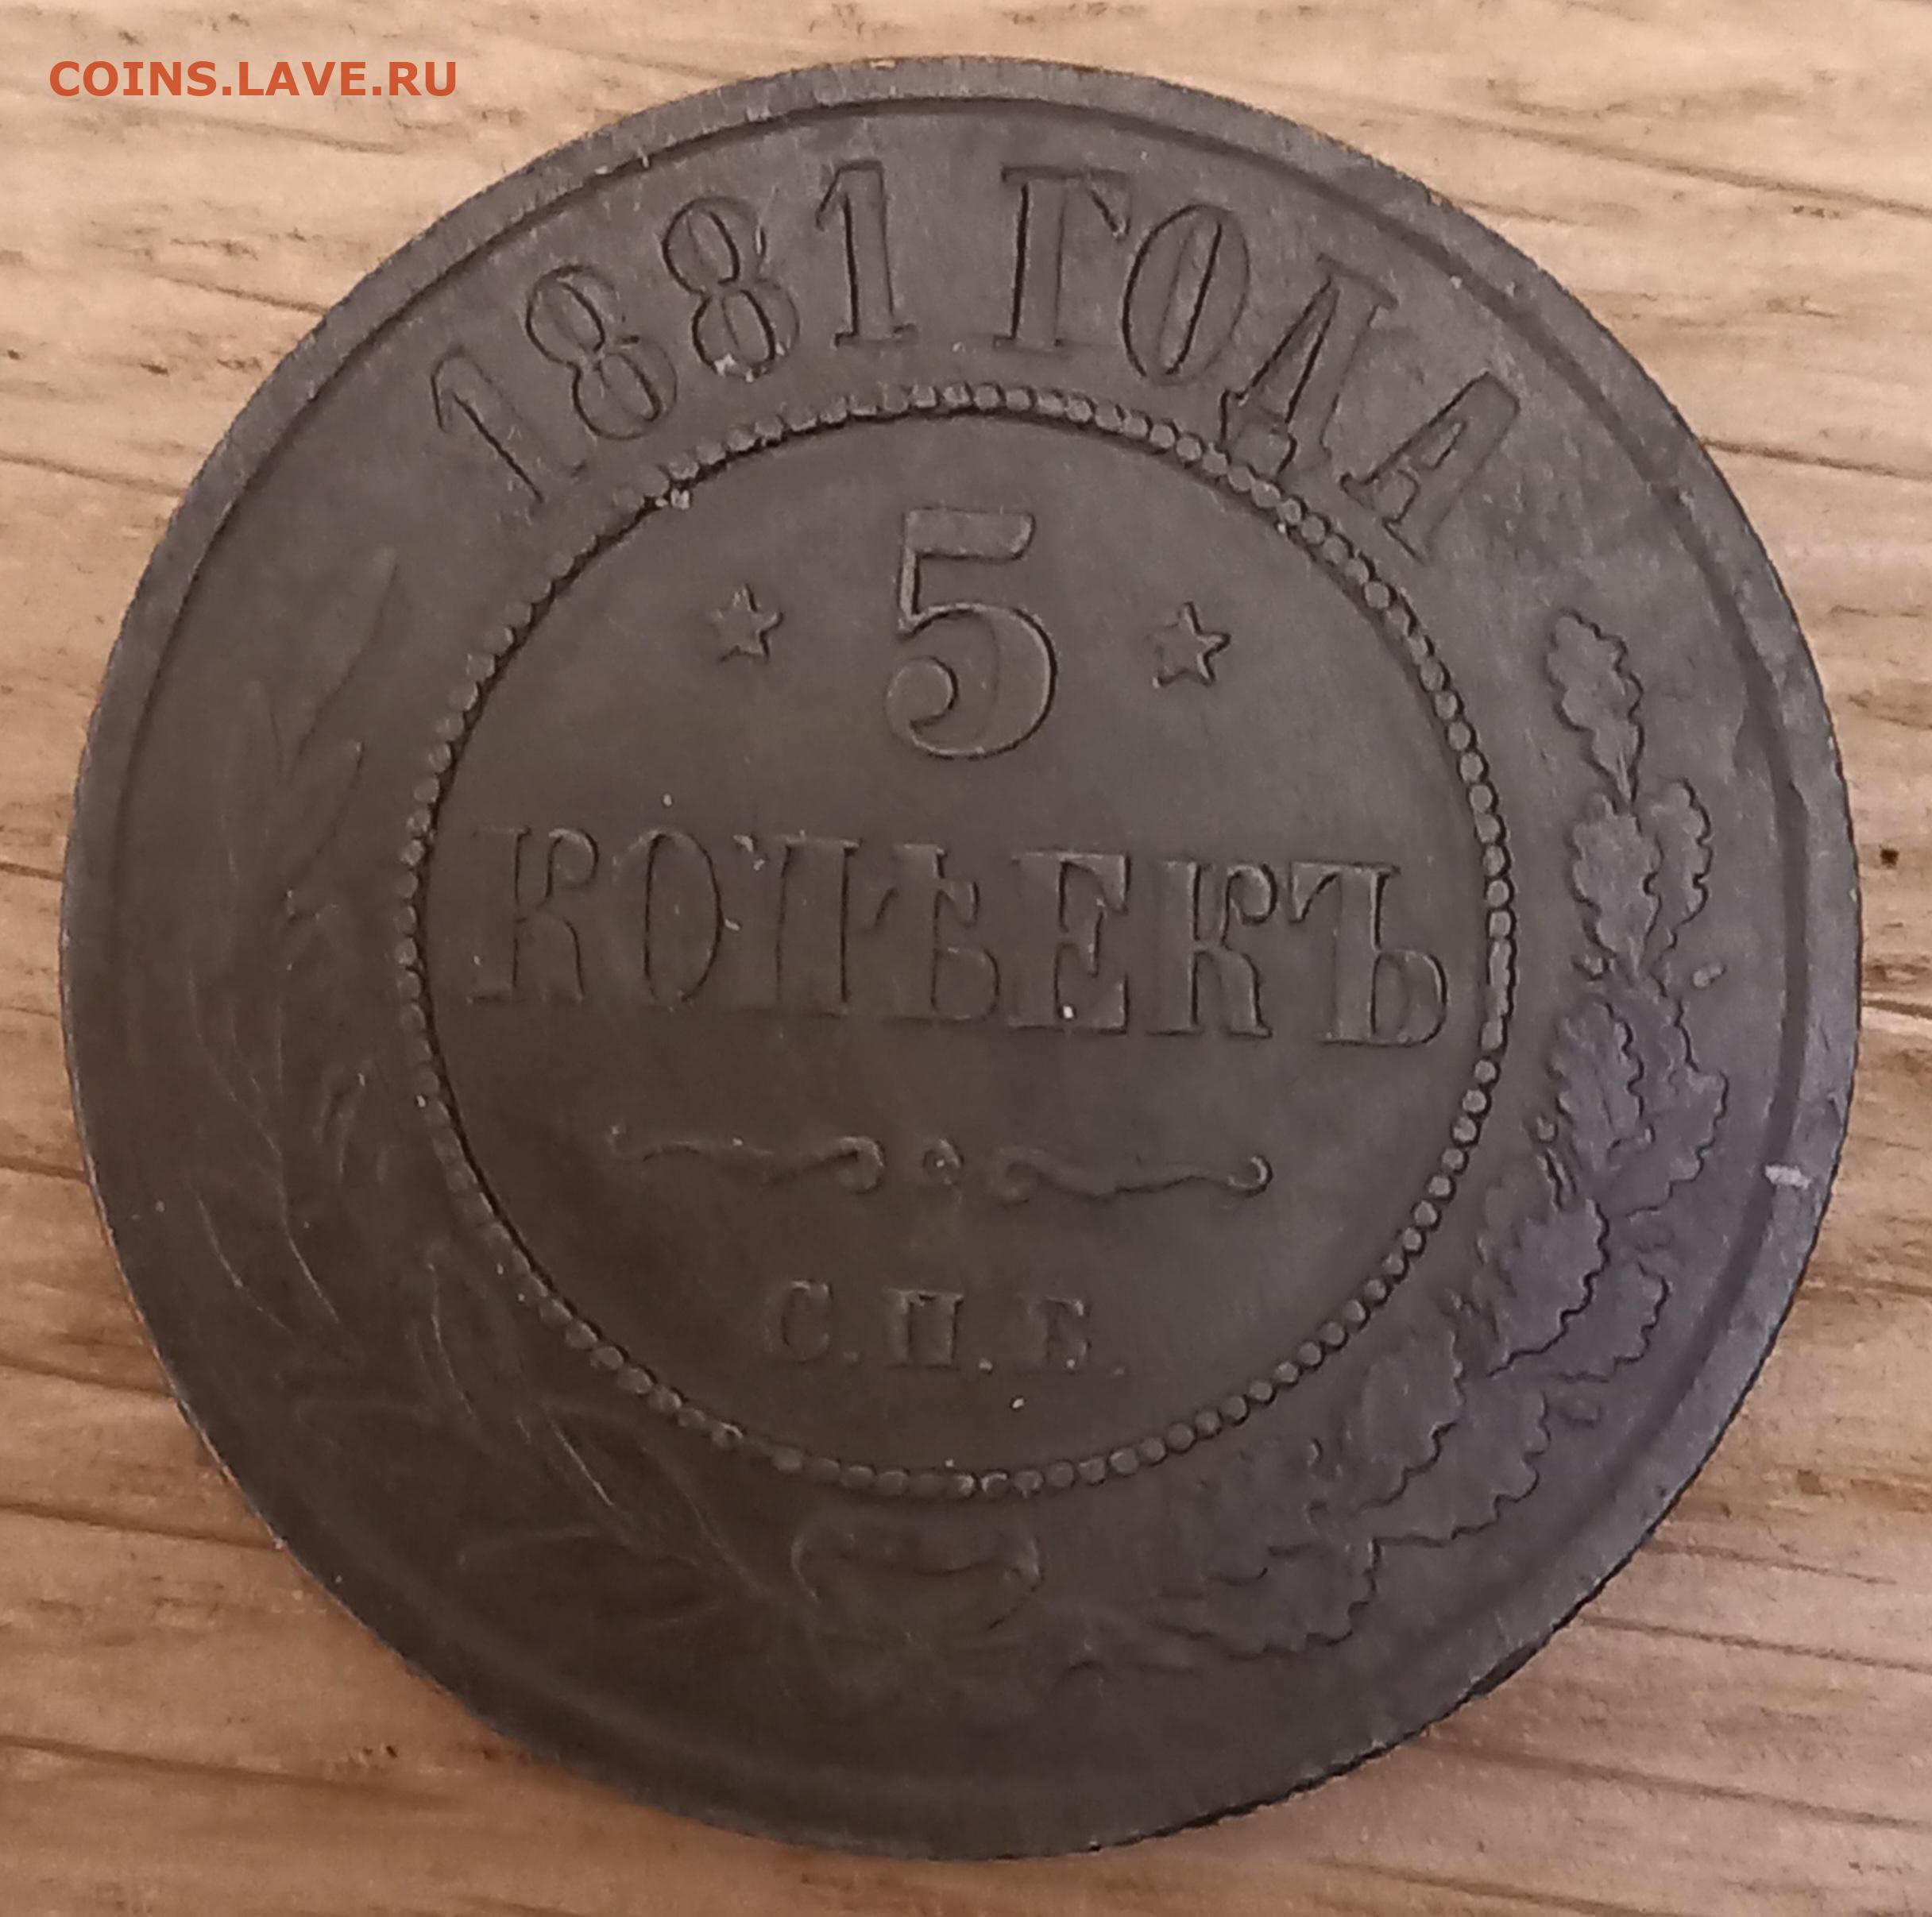 COINS.LAVE.RU
1881 ГОДА
5
КОПѢЕКЪ
С.П.Б.